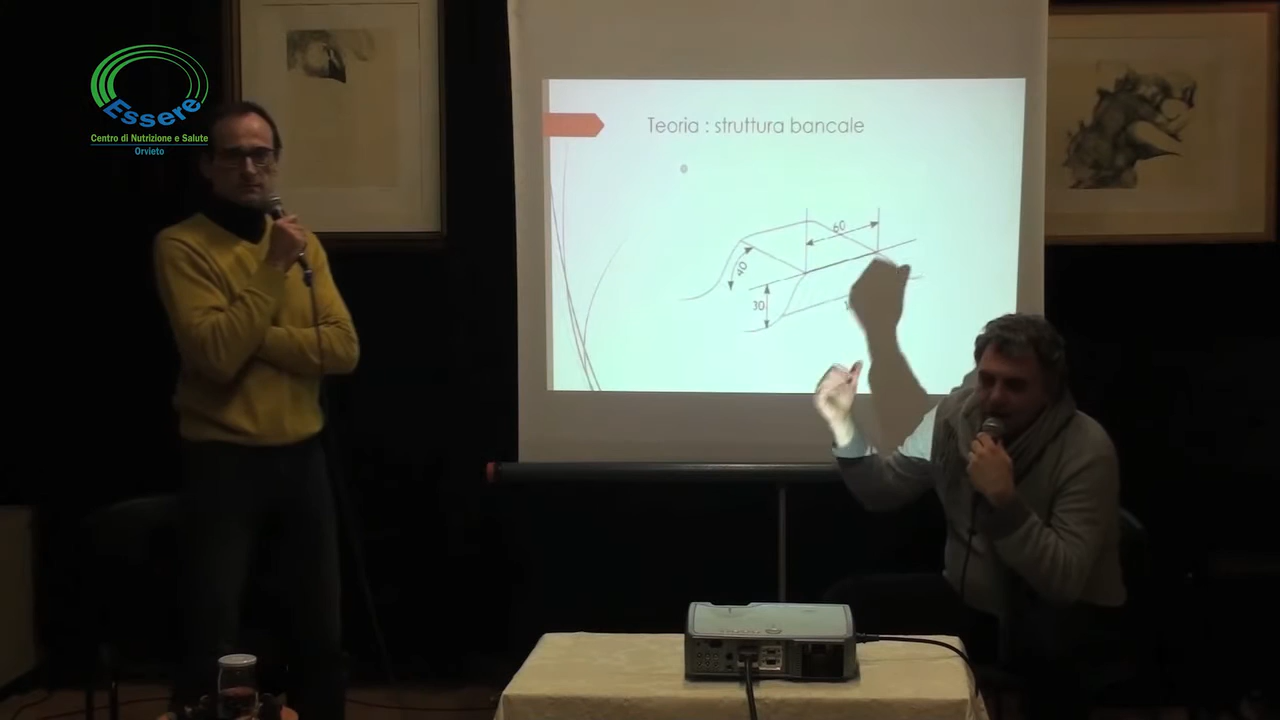 Essere
Centro di Nutrizione e Salute
Orvieto
Teoria : struttura bancale
60
40
30